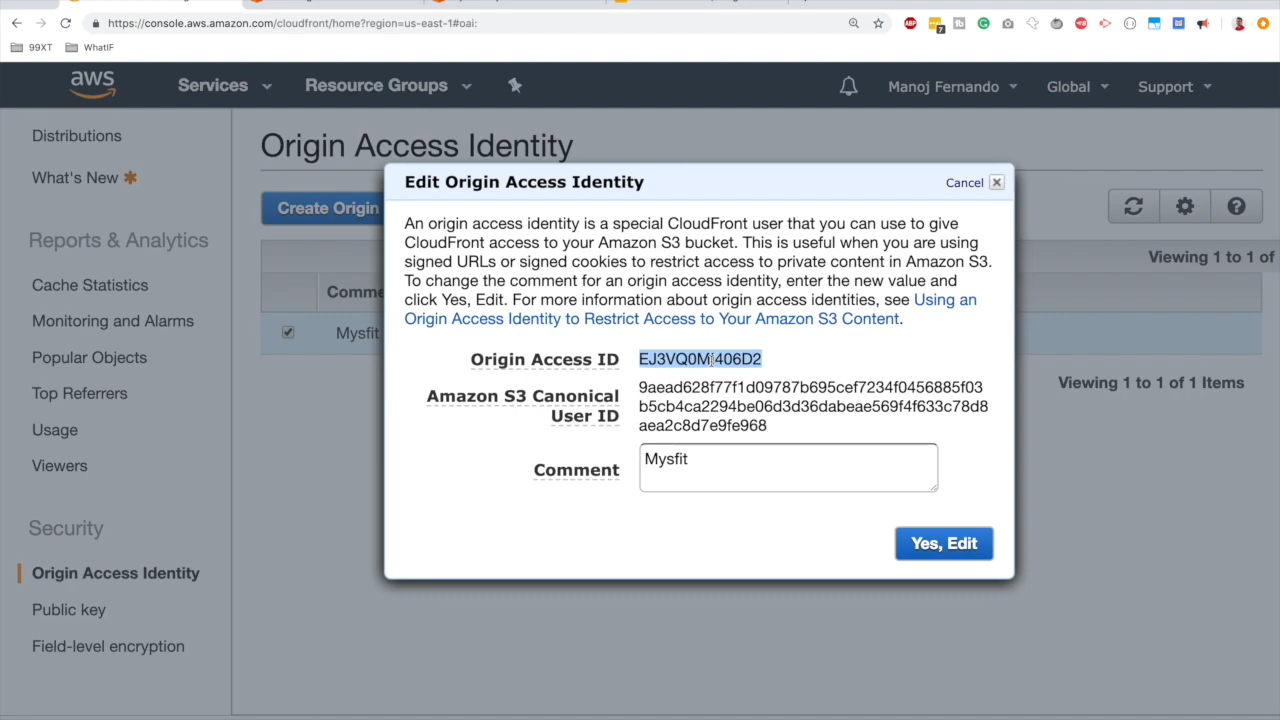 https://console.aws.amazon.com/cloudfront/home?region=us-east-1#oai:
ABP
7
99XT
WhatIF
aws
Services
Resource Groups
Manoj Fernando
Global
Support
Distributions
What's New
Reports & Analytics
Cache Statistics
Monitoring and Alarms
Popular Objects
Top Referrers
Usage
Viewers
Security
Origin Access Identity
Public key
Field-level encryption
Origin Access Identity
Create Origin
Viewing 1 to 1 of
Comme
Mysfit
Viewing 1 to 1 of 1 Items
Edit Origin Access Identity
Cancel
An origin access identity is a special CloudFront user that you can use to give
CloudFront access to your Amazon S3 bucket. This is useful when you are using
signed URLs or signed cookies to restrict access to private content in Amazon S3.
To change the comment for an origin access identity, enter the new value and
click Yes, Edit. For more information about origin access identities, see Using an
Origin Access Identity to Restrict Access to Your Amazon S3 Content.
Origin Access ID
Amazon S3 Canonical
User ID
9aead628f77f1d09787b695cef7234f0456885f03
b5cb4ca2294be06d3d36dabeae569f4f633c78d8
aea2c8d7e9fe968
Comment
Mysfit
Yes, Edit